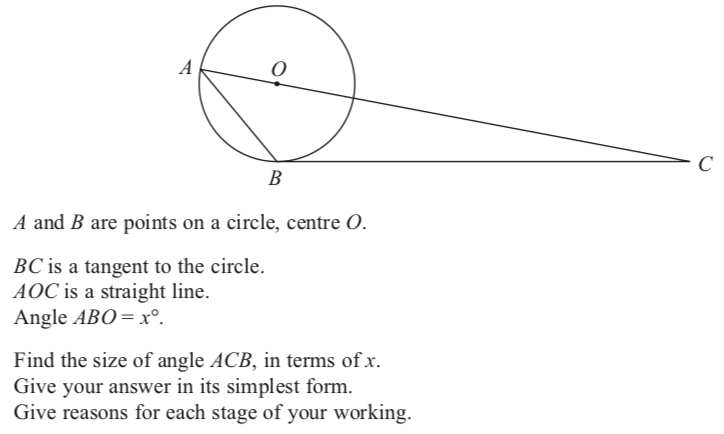 A
O
C
B
A and B are points on a circle, centre O.
BC is a tangent to the circle.
AOC is a straight line.
Angle ABO = x°.
Find the size of angle ACB, in terms of x.
Give your answer in its simplest form.
Give reasons for each stage of your working.